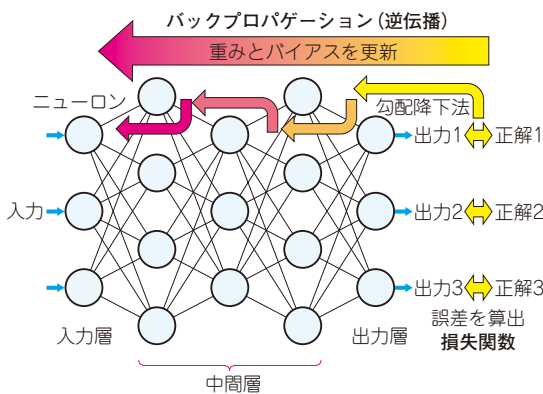 バックプロパゲーション(逆伝播)
重みとバイアスを更新
ニューロン
勾配降下法
出力1
正解1
入力
出力2
正解2
出力3
正解3
誤差を算出
損失関数
入力層
出力層
中間層